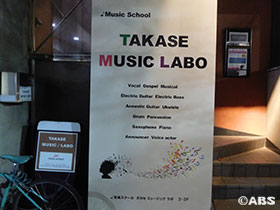 ♪Music School
TAKASE
MUSIC LABO
Vocal Gospel Musical
Electric Guitar Electric Bass
Acoustic Guitar Ukulele
Drum Percussion
Saxophone Piano
Announcer Voice actor
TAKASE
MUSIC LABO
©ABS